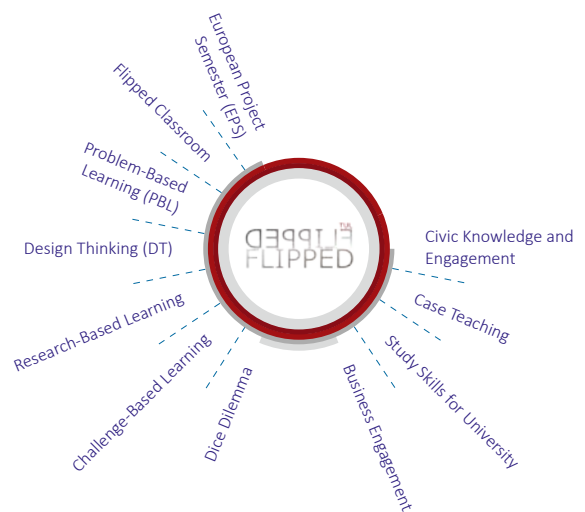 European Project
Semester (EPS)
Flipped Classroom
Problem-Based
Learning (PBL)
Design Thinking (DT)
Research-Based Learning
Challenge-Based Learning
Dice Dilemma
FLIPPED
FLIPPED
Civic Knowledge and
Engagement
Case Teaching
Study Skills for University
Business Engagement